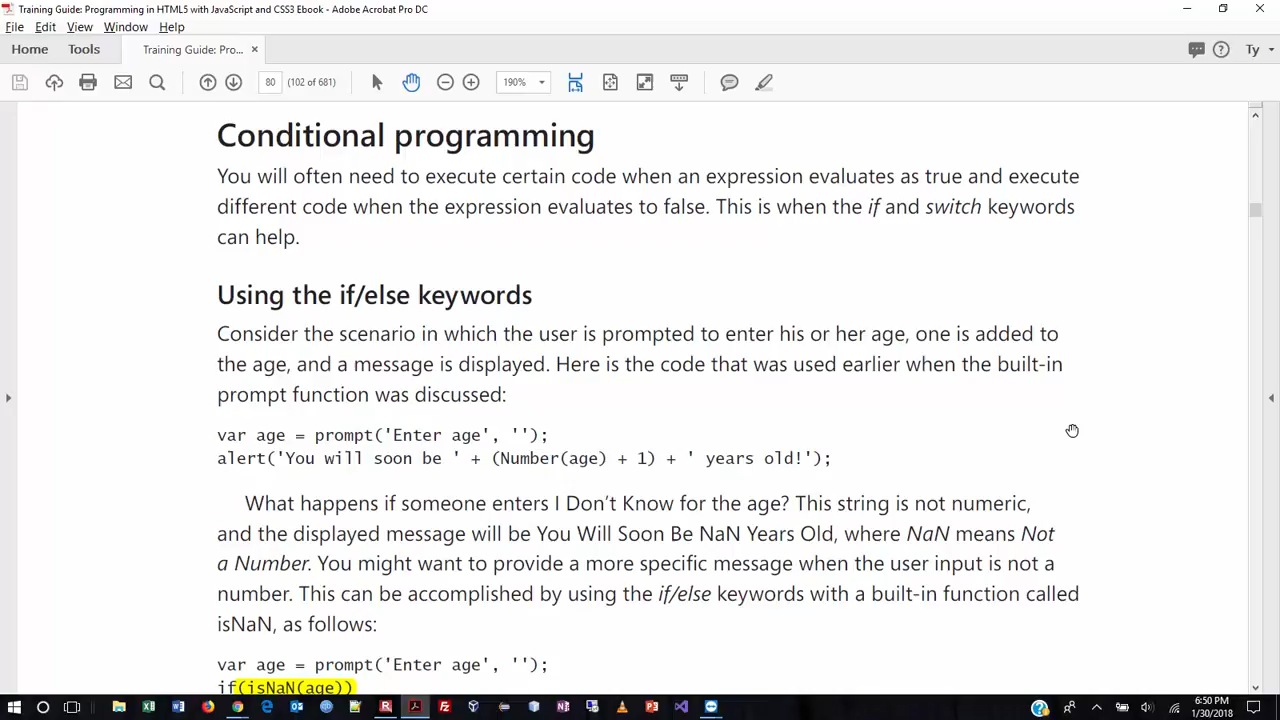 Training Guide: Programming in HTML5 with JavaScript and CSS3 Ebook - Adobe Acrobat Pro DC
File Edit View Window Help
Home Tools Training Guide: Pro... × Ty
80 (102 of 681) 190%
Conditional programming
You will often need to execute certain code when an expression evaluates as true and execute
different code when the expression evaluates to false. This is when the if and switch keywords
can help.
Using the if/else keywords
Consider the scenario in which the user is prompted to enter his or her age, one is added to
the age, and a message is displayed. Here is the code that was used earlier when the built-in
prompt function was discussed:
var age = prompt('Enter age', '');
alert('You will soon be ' + (Number(age) + 1) + ' years old!');
What happens if someone enters I Don’t Know for the age? This string is not numeric,
and the displayed message will be You Will Soon Be NaN Years Old, where NaN means Not
a Number. You might want to provide a more specific message when the user input is not a
number. This can be accomplished by using the if/else keywords with a built-in function called
isNaN, as follows:
var age = prompt('Enter age', '');
if(isNaN(age))
6:50 PM
1/30/2018